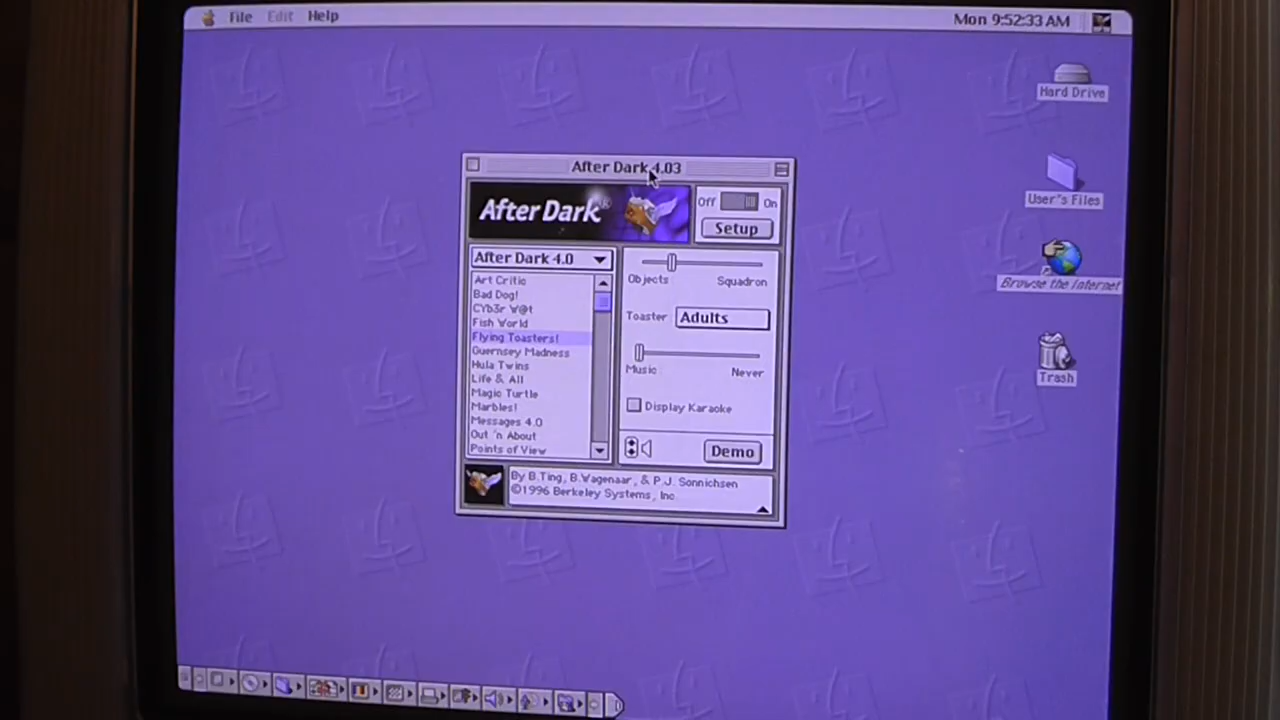 File Edit Help
Mon 9:52:33 AM
Hard Drive
User"s Files
Browse the Internet
Trash
After Dark 4.03
After Dark®
Off On
Setup
After Dark 4.0
Art Critic
Bad Dog!
CYb3r W@t
Fish World
Flying Toasters!
Guernsey Madness
Hula Twins
Life & All
Magic Turtle
Marbles!
Messages 4.0
Out 'n About
Points of View
Objects Squadron
Toaster Adults
Music Never
Display Karaoke
Demo
By B.Ting, B.Wagenaar, & P.J. Sonnichsen
©1996 Berkeley Systems, Inc